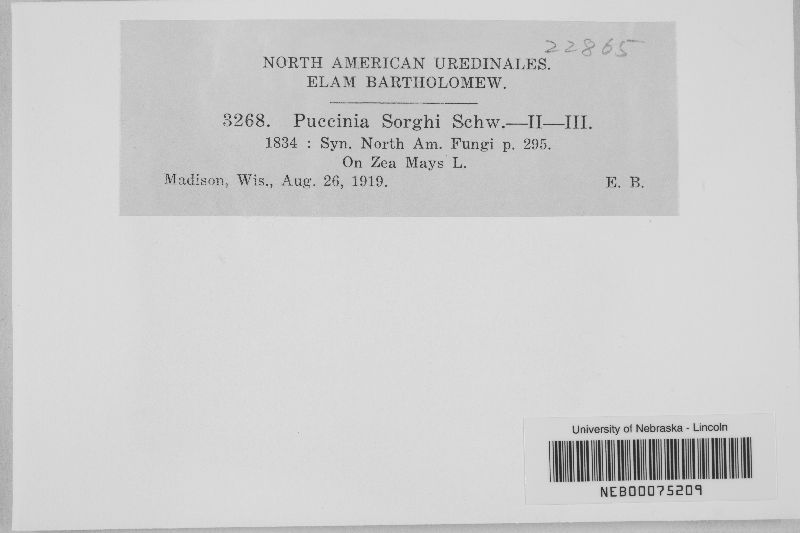 22865
NORTH AMERICAN UREDINALES.
ELAM BARTHOLOMEW.
3268. Puccinia Sorghi Schw.—II—III.
1834 : Syn. North Am. Fungi p. 295.
On Zea Mays L.
Madison, Wis., Aug. 26, 1919. E. B.
University of Nebraska - Lincoln
NEB00075209